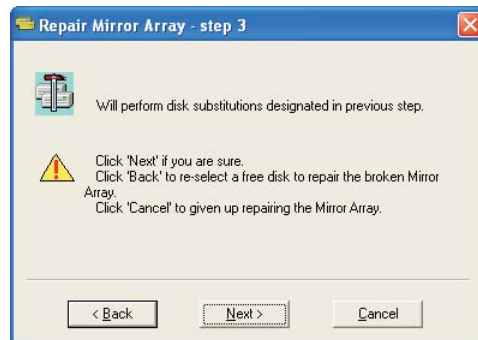 Repair Mirror Array - step 3
Will perform disk substitutions designated in previous step.
Click 'Next' if you are sure.
Click 'Back' to re-select a free disk to repair the broken Mirror
Array.
Click 'Cancel' to given up repairing the Mirror Array.
< Back
Next >
Cancel